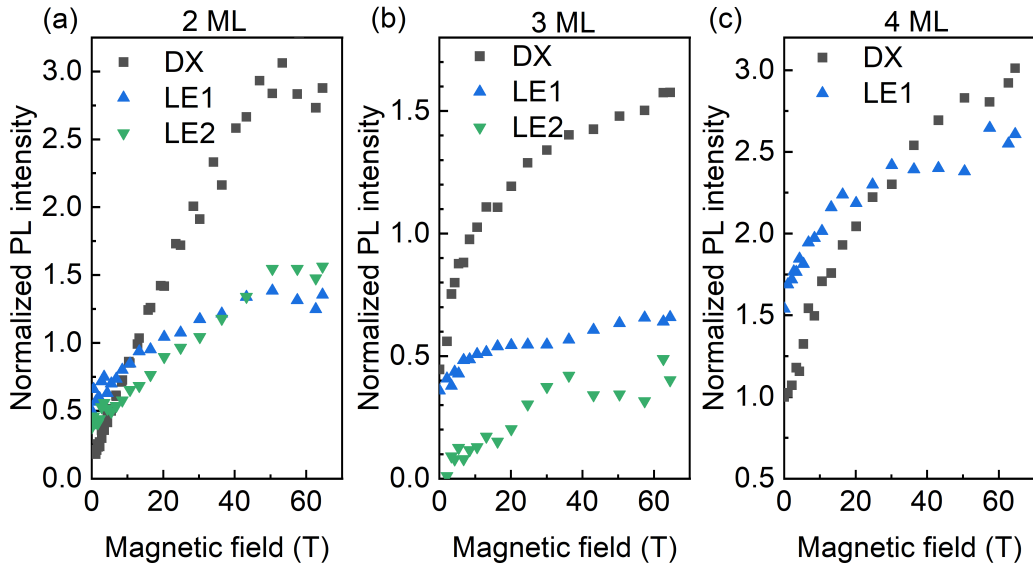 (a) 2 ML
Normalized PL intensity
3.0
2.5
2.0
1.5
1.0
0.5
0.0
DX
LE1
LE2
0 20 40 60
Magnetic field (T)
(b) 3 ML
Normalized PL intensity
1.5
1.0
0.5
0.0
DX
LE1
LE2
0 20 40 60
Magnetic field (T)
(c) 4 ML
Normalized PL intensity
3.0
2.5
2.0
1.5
1.0
0.5
DX
LE1
0 20 40 60
Magnetic field (T)